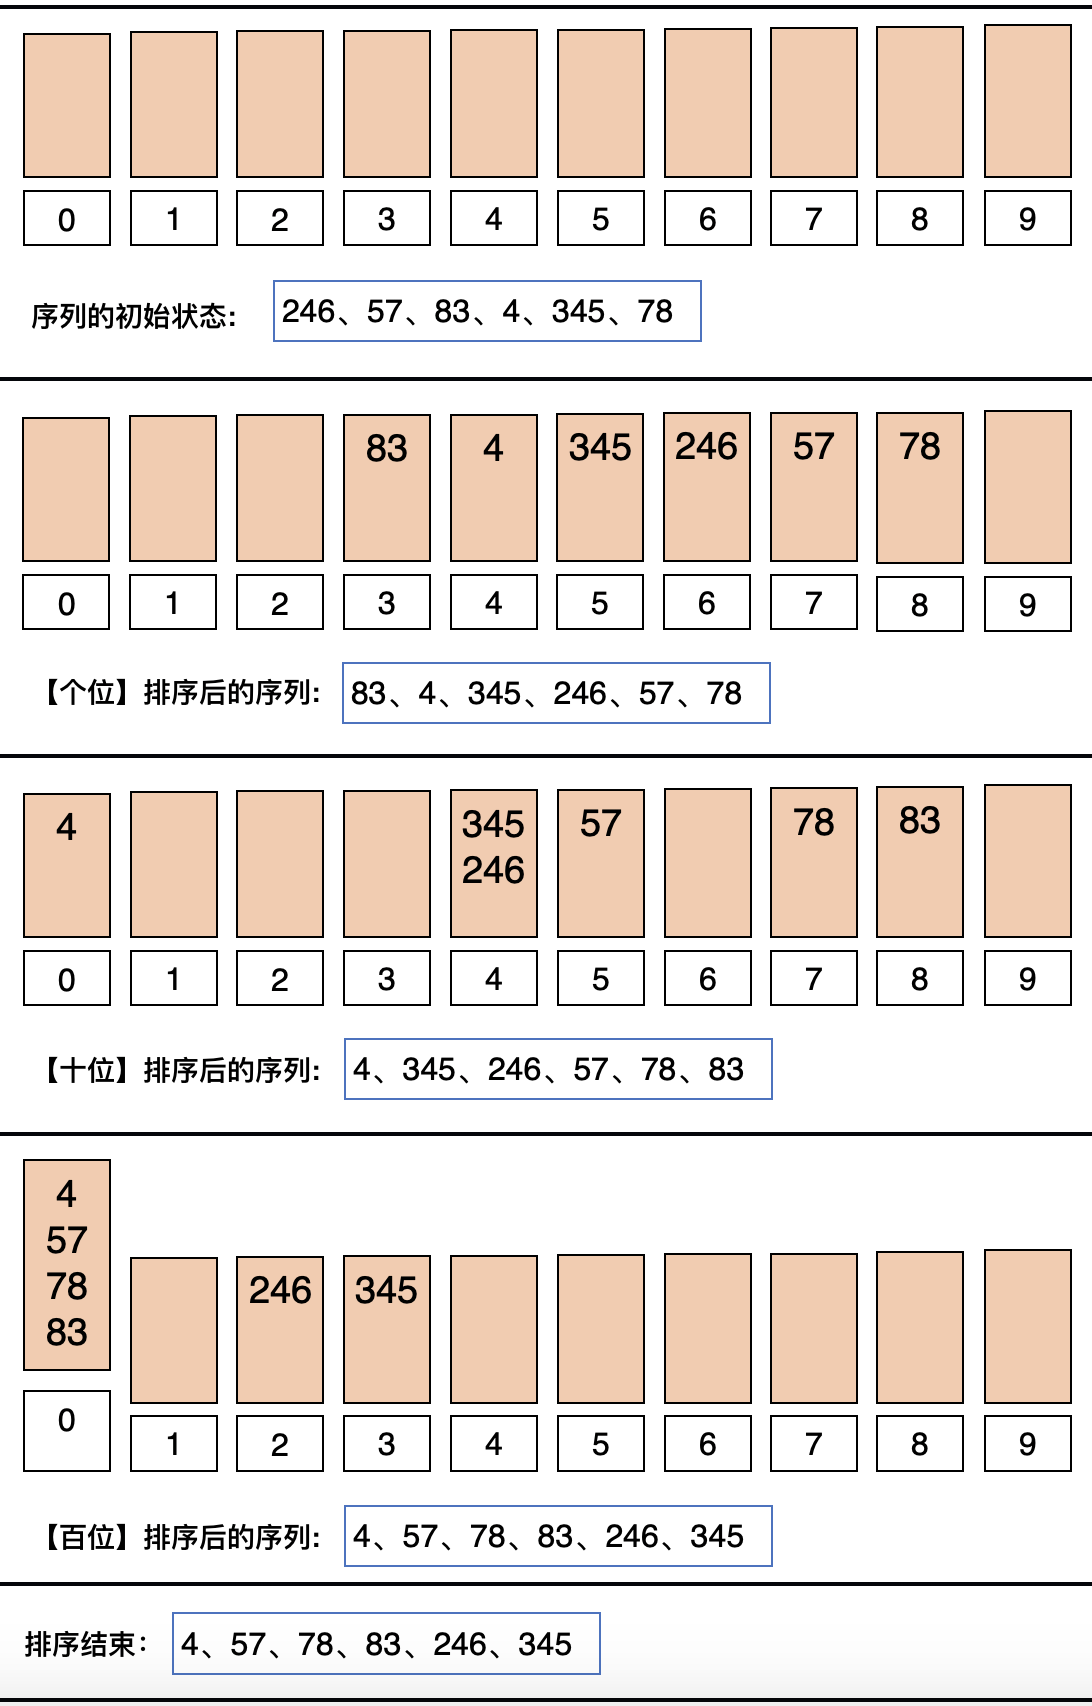 0 1 2 3 4 5 6 7 8 9
序列的初始状态: 246、57、83、4、345、78
83 4 345 246 57 78
0 1 2 3 4 5 6 7 8 9
【个位】排序后的序列: 83、4、345、246、57、78
4 345 57 78 83
246
0 1 2 3 4 5 6 7 8 9
【十位】排序后的序列: 4、345、246、57、78、83
4
57
78 246 345
83
0 1 2 3 4 5 6 7 8 9
【百位】排序后的序列: 4、57、78、83、246、345
排序结束: 4、57、78、83、246、345